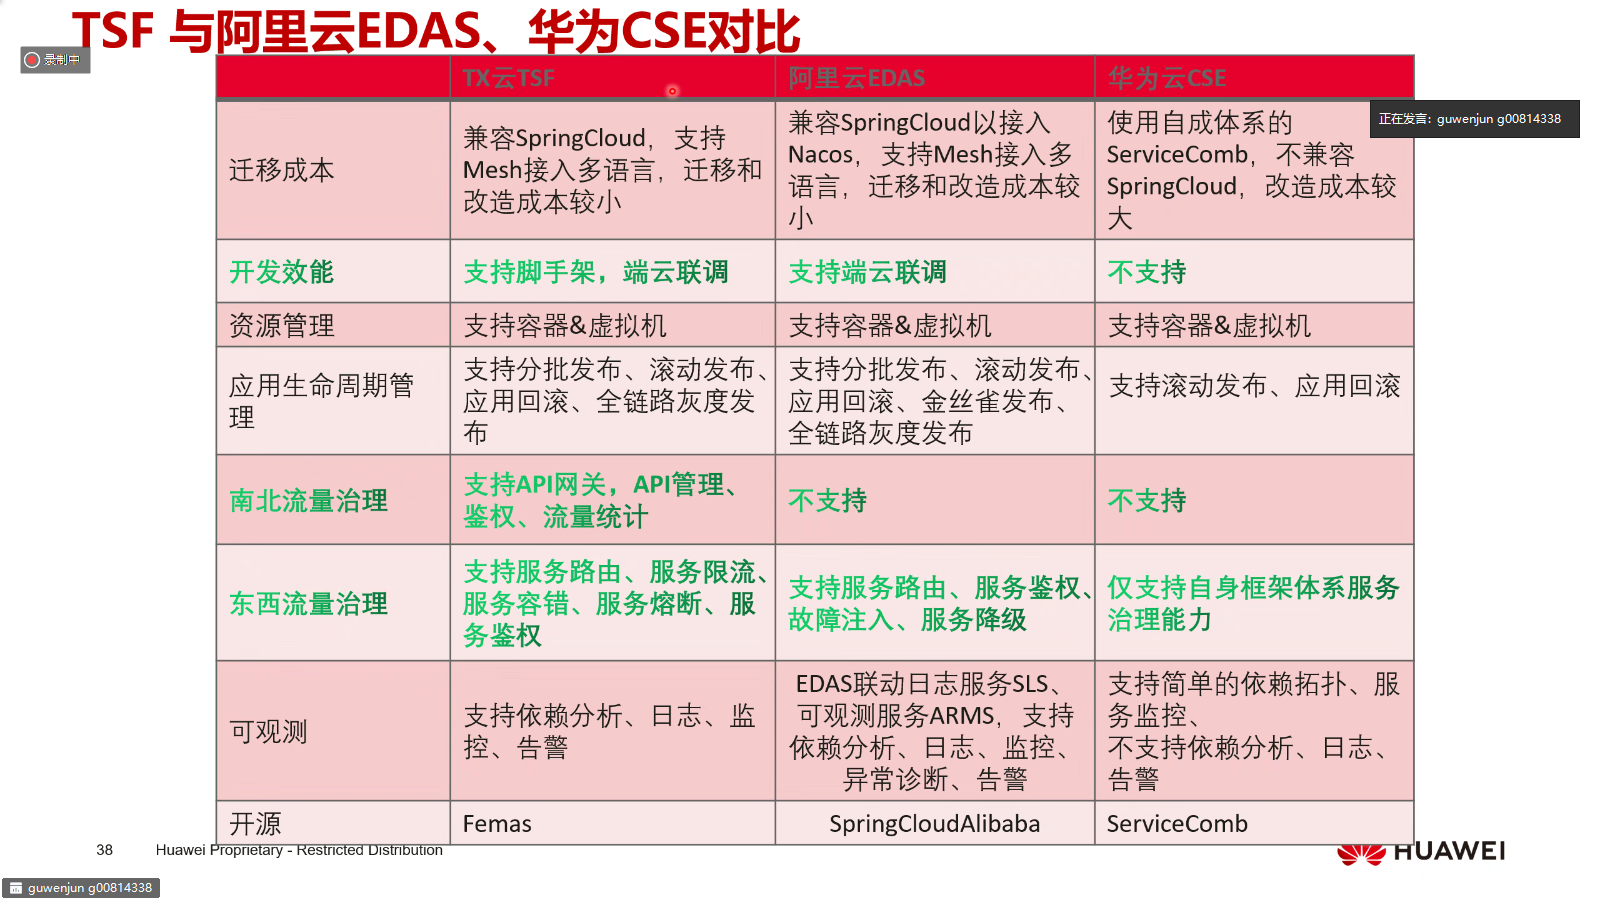 TSF 与阿里云EDAS、华为CSE对比
录制中
TX云TSF
阿里云EDAS
华为云CSE
正在发言: guwenjun g00814338
迁移成本
兼容SpringCloud，支持
Mesh接入多语言，迁移和
改造成本较小
兼容SpringCloud以接入
Nacos，支持Mesh接入多
语言，迁移和改造成本较
小
使用自成体系的
ServiceComb，不兼容
SpringCloud，改造成本较
大
开发效能
支持脚手架，端云联调
支持端云联调
不支持
资源管理
支持容器&虚拟机
支持容器&虚拟机
支持容器&虚拟机
应用生命周期管
理
支持分批发布、滚动发布、
应用回滚、全链路灰度发
布
支持分批发布、滚动发布、
应用回滚、金丝雀发布、
全链路灰度发布
支持滚动发布、应用回滚
南北流量治理
支持API网关，API管理、
鉴权、流量统计
不支持
不支持
东西流量治理
支持服务路由、服务限流、
服务容错、服务熔断、服
务鉴权
支持服务路由、服务鉴权、
故障注入、服务降级
仅支持自身框架体系服务
治理能力
可观测
支持依赖分析、日志、监
控、告警
EDAS联动日志服务SLS、
可观测服务ARMS，支持
依赖分析、日志、监控、
异常诊断、告警
支持简单的依赖拓扑、服
务监控、
不支持依赖分析、日志、
告警
开源
Femas
SpringCloudAlibaba
ServiceComb
38
Huawei Proprietary - Restricted Distribution
HUAWEI
guwenjun g00814338